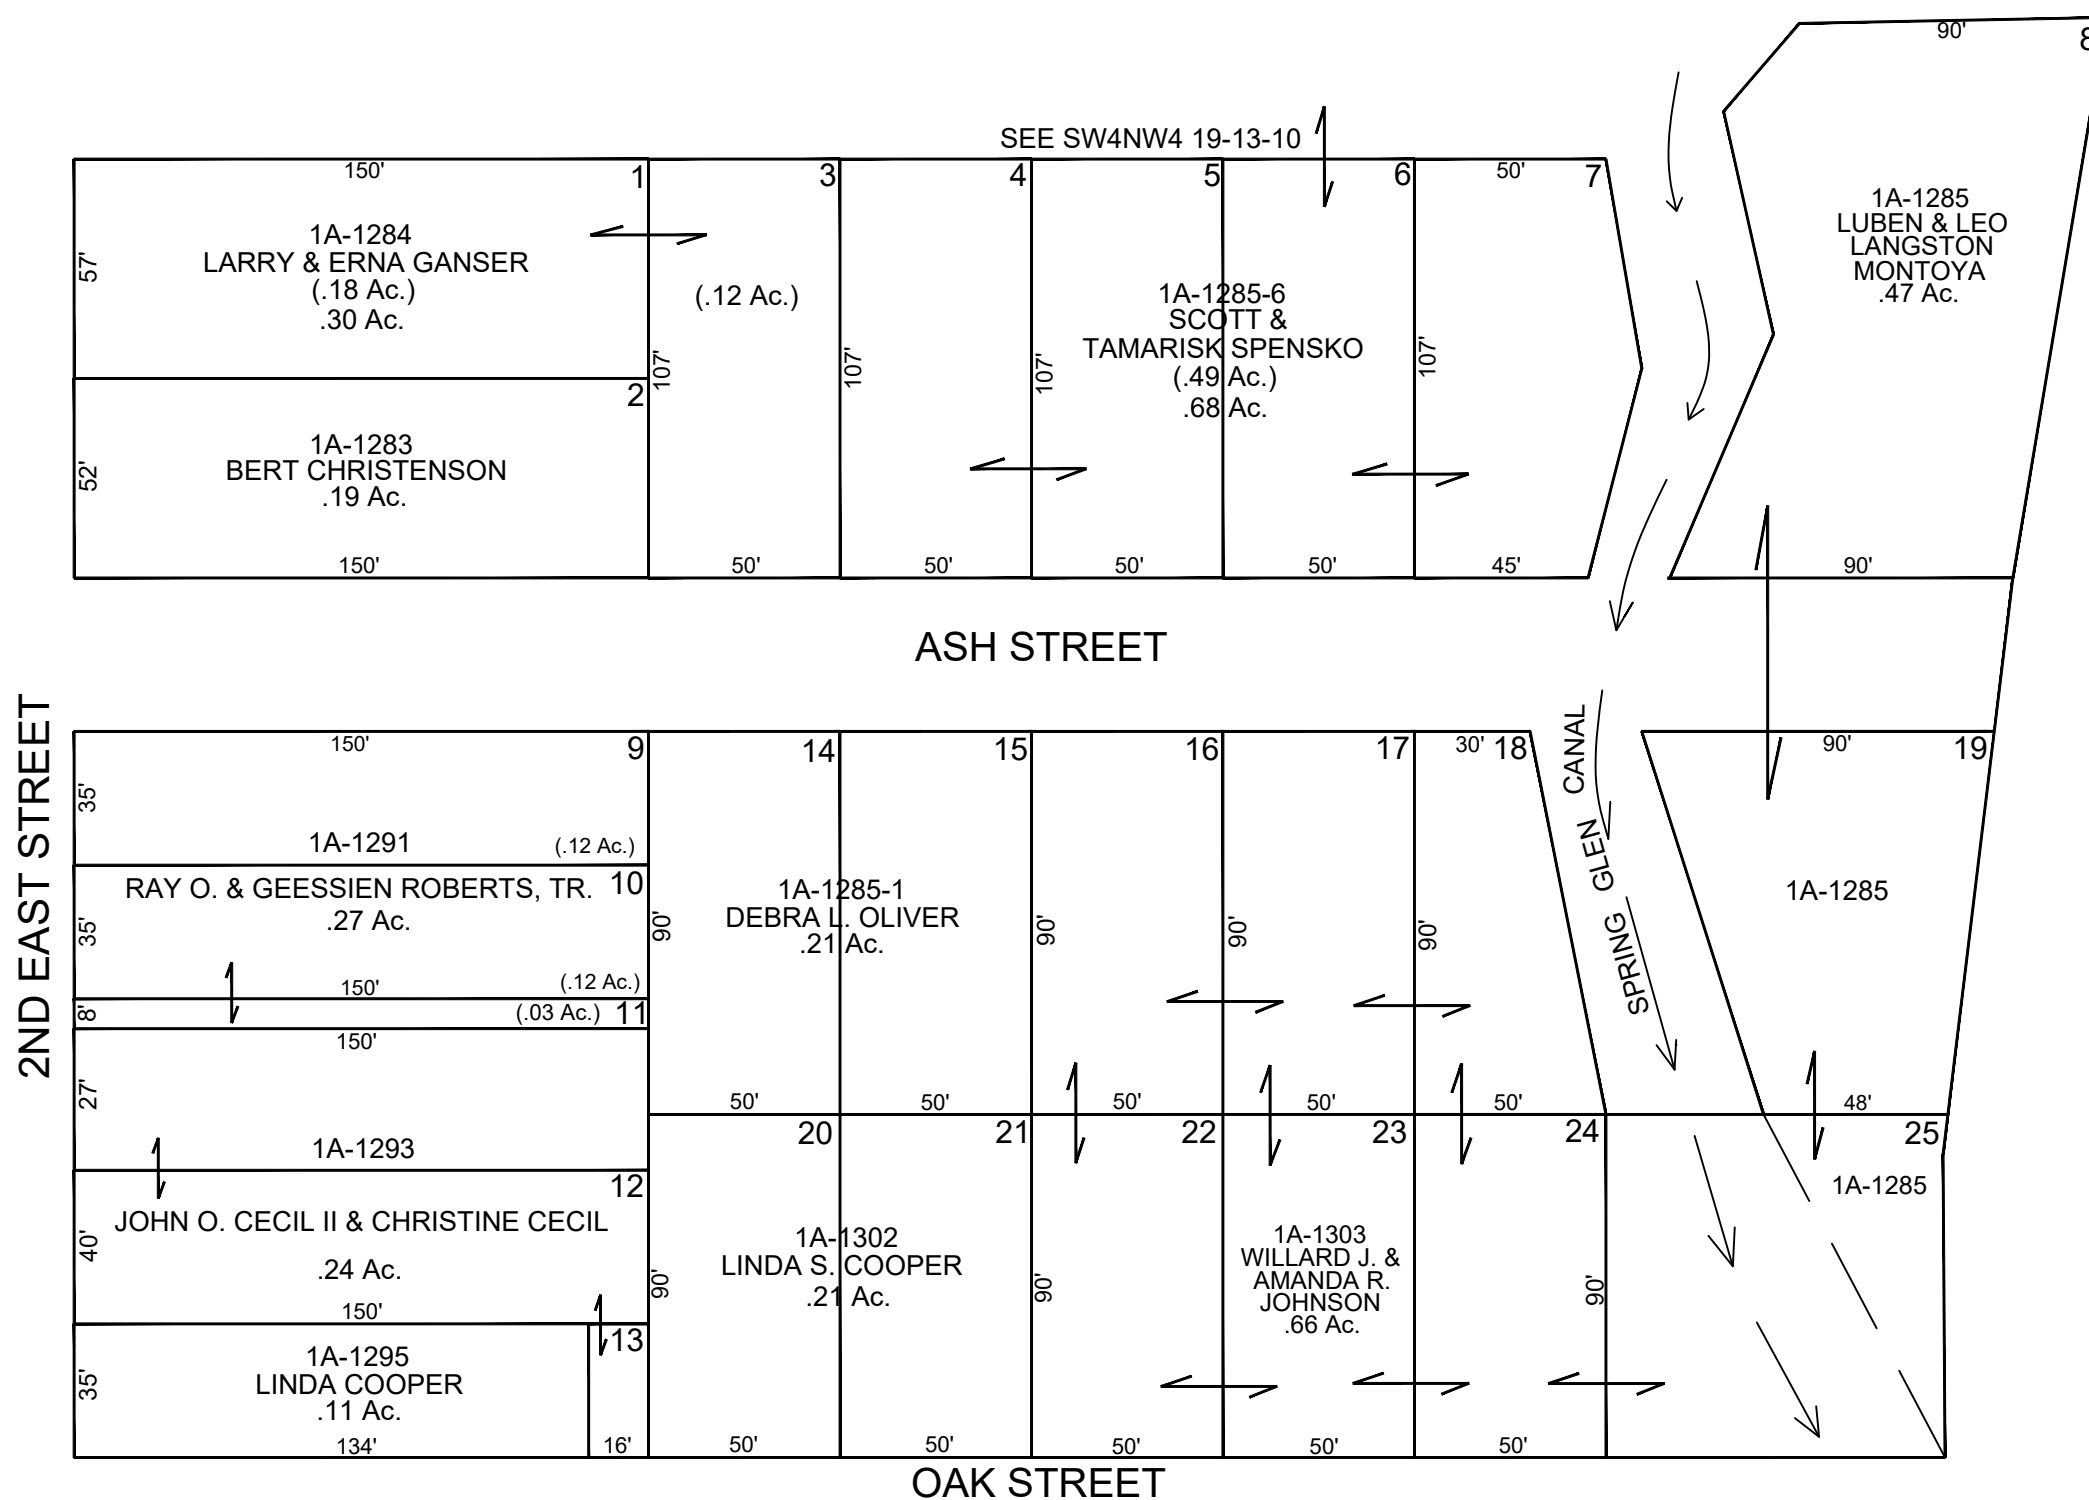 90'
8
SEE SW4NW4 19-13-10
150'
1
3
4
5
6
50'
7
1A-1284
LARRY & ERNA GANSER
(.18 Ac.)
.30 Ac.
57'
(.12 Ac.)
107'
107'
107'
1A-1285-6
SCOTT &
TAMARISK SPENSKO
(.49 Ac.)
.68 Ac.
107'
1A-1285
LUBEN & LEO
LANGSTON
MONTOYA
.47 Ac.
2
1A-1283
BERT CHRISTENSON
.19 Ac.
52'
150'
50'
50'
50'
50'
45'
90'
ASH STREET
2ND EAST STREET
150'
9
14
15
16
17
30'
18
90'
19
35'
1A-1291
(.12 Ac.)
RAY O. & GEESSIEN ROBERTS, TR.
10
.27 Ac.
35'
150'
(.12 Ac.)
8'
(.03 Ac.)
11
150'
27'
1A-1293
90'
1A-1285-1
DEBRA L. OLIVER
.21 Ac.
90'
90'
90'
SPRING GLEN CANAL
1A-1285
50'
50'
50'
50'
50'
48'
20
21
22
23
24
25
1A-1285
12
JOHN O. CECIL II & CHRISTINE CECIL
.24 Ac.
40'
150'
13
1A-1295
LINDA COOPER
.11 Ac.
35'
134'
16'
90'
1A-1302
LINDA S. COOPER
.21 Ac.
90'
1A-1303
WILLARD J. &
AMANDA R.
JOHNSON
.66 Ac.
90'
50'
50'
50'
50'
50'
OAK STREET